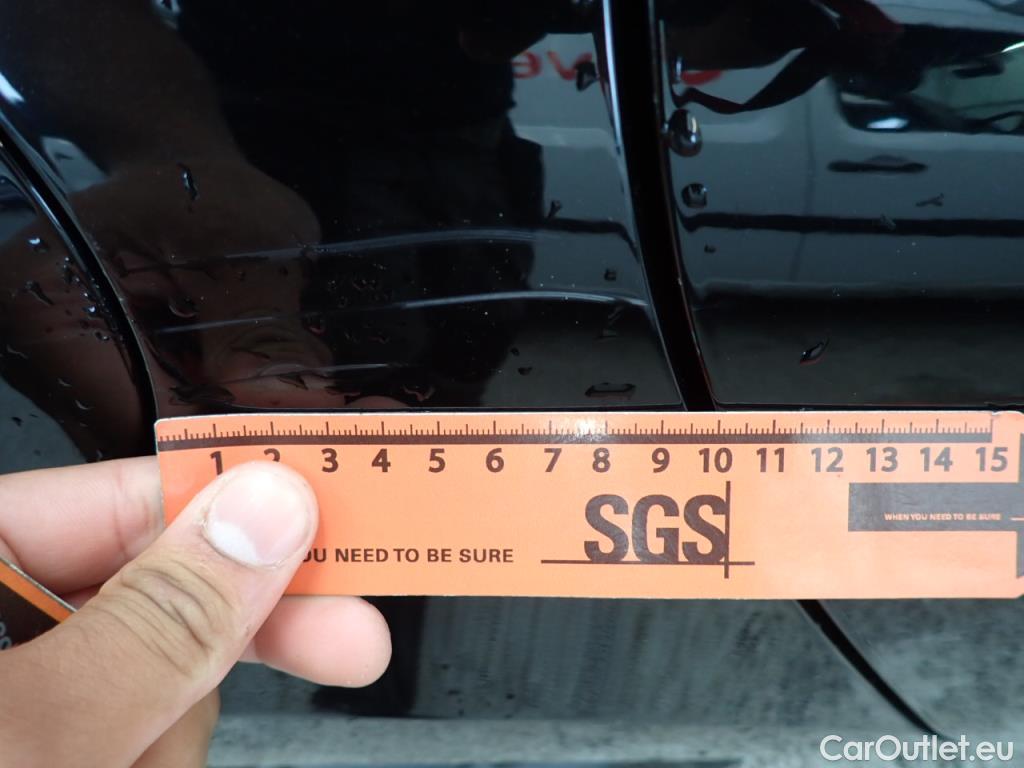 1 2 3 4 5 6 7 8 9 10 11 12 13 14 15
SGS
WHEN YOU NEED TO BE SURE
OU NEED TO BE SURE
CarOutlet.eu